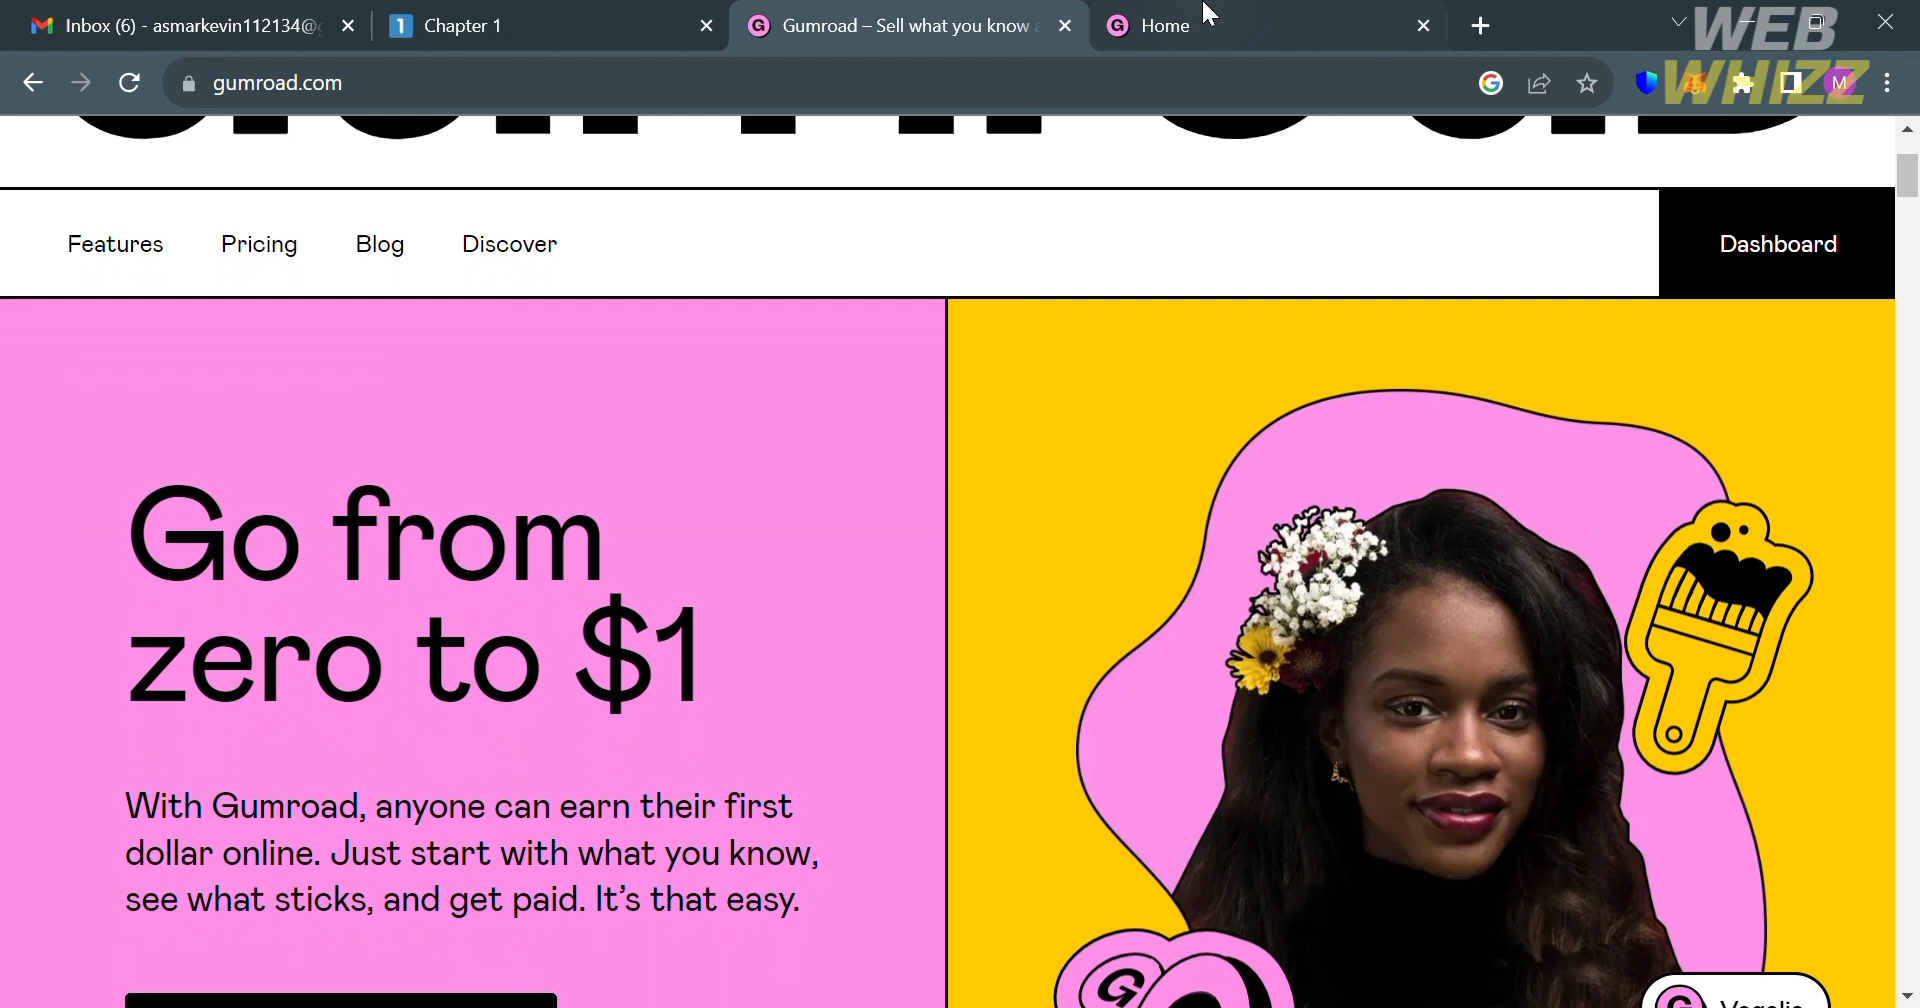 Inbox (6) - asmarkevin112134@
Chapter 1
Gumroad – Sell what you know
Home
WEB
WHIZZ
gumroad.com
M
Features
Pricing
Blog
Discover
Dashboard
Go from
zero to $1
With Gumroad, anyone can earn their first
dollar online. Just start with what you know,
see what sticks, and get paid. It's that easy.
G
G